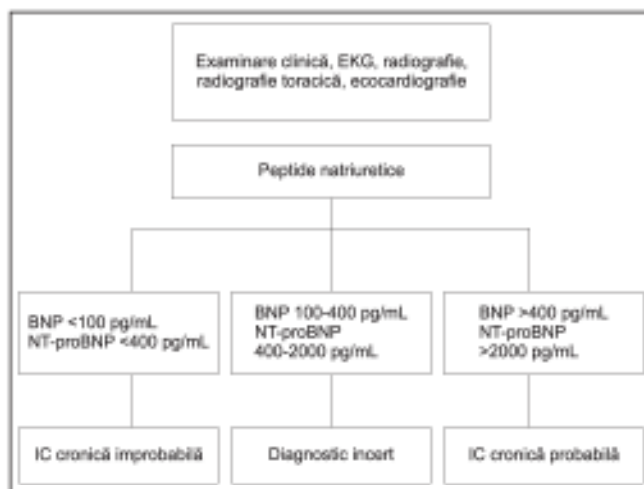 Examinare clinică, EKG, radiografie,
radiografie toracică, ecocardiografie
Peptide natriuretice
BNP <100 pg/mL
NT-proBNP <400 pg/mL
BNP 100-400 pg/mL
NT-proBNP
400-2000 pg/mL
BNP >400 pg/mL
NT-proBNP
>2000 pg/mL
IC cronică improbabilă
Diagnostic incert
IC cronică probabilă